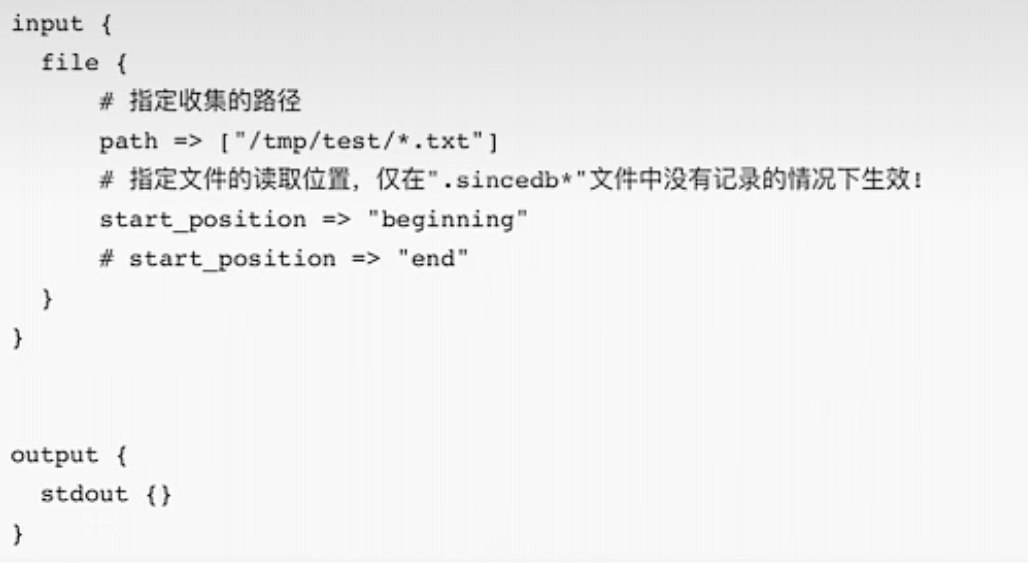 input {
  file {
      # 指定收集的路径
      path => ["/tmp/test/*.txt"]
      # 指定文件的读取位置，仅在".sincedb*"文件中没有记录的情况下生效!
      start_position => "beginning"
      # start_position => "end"
  }
}
output {
  stdout {}
}